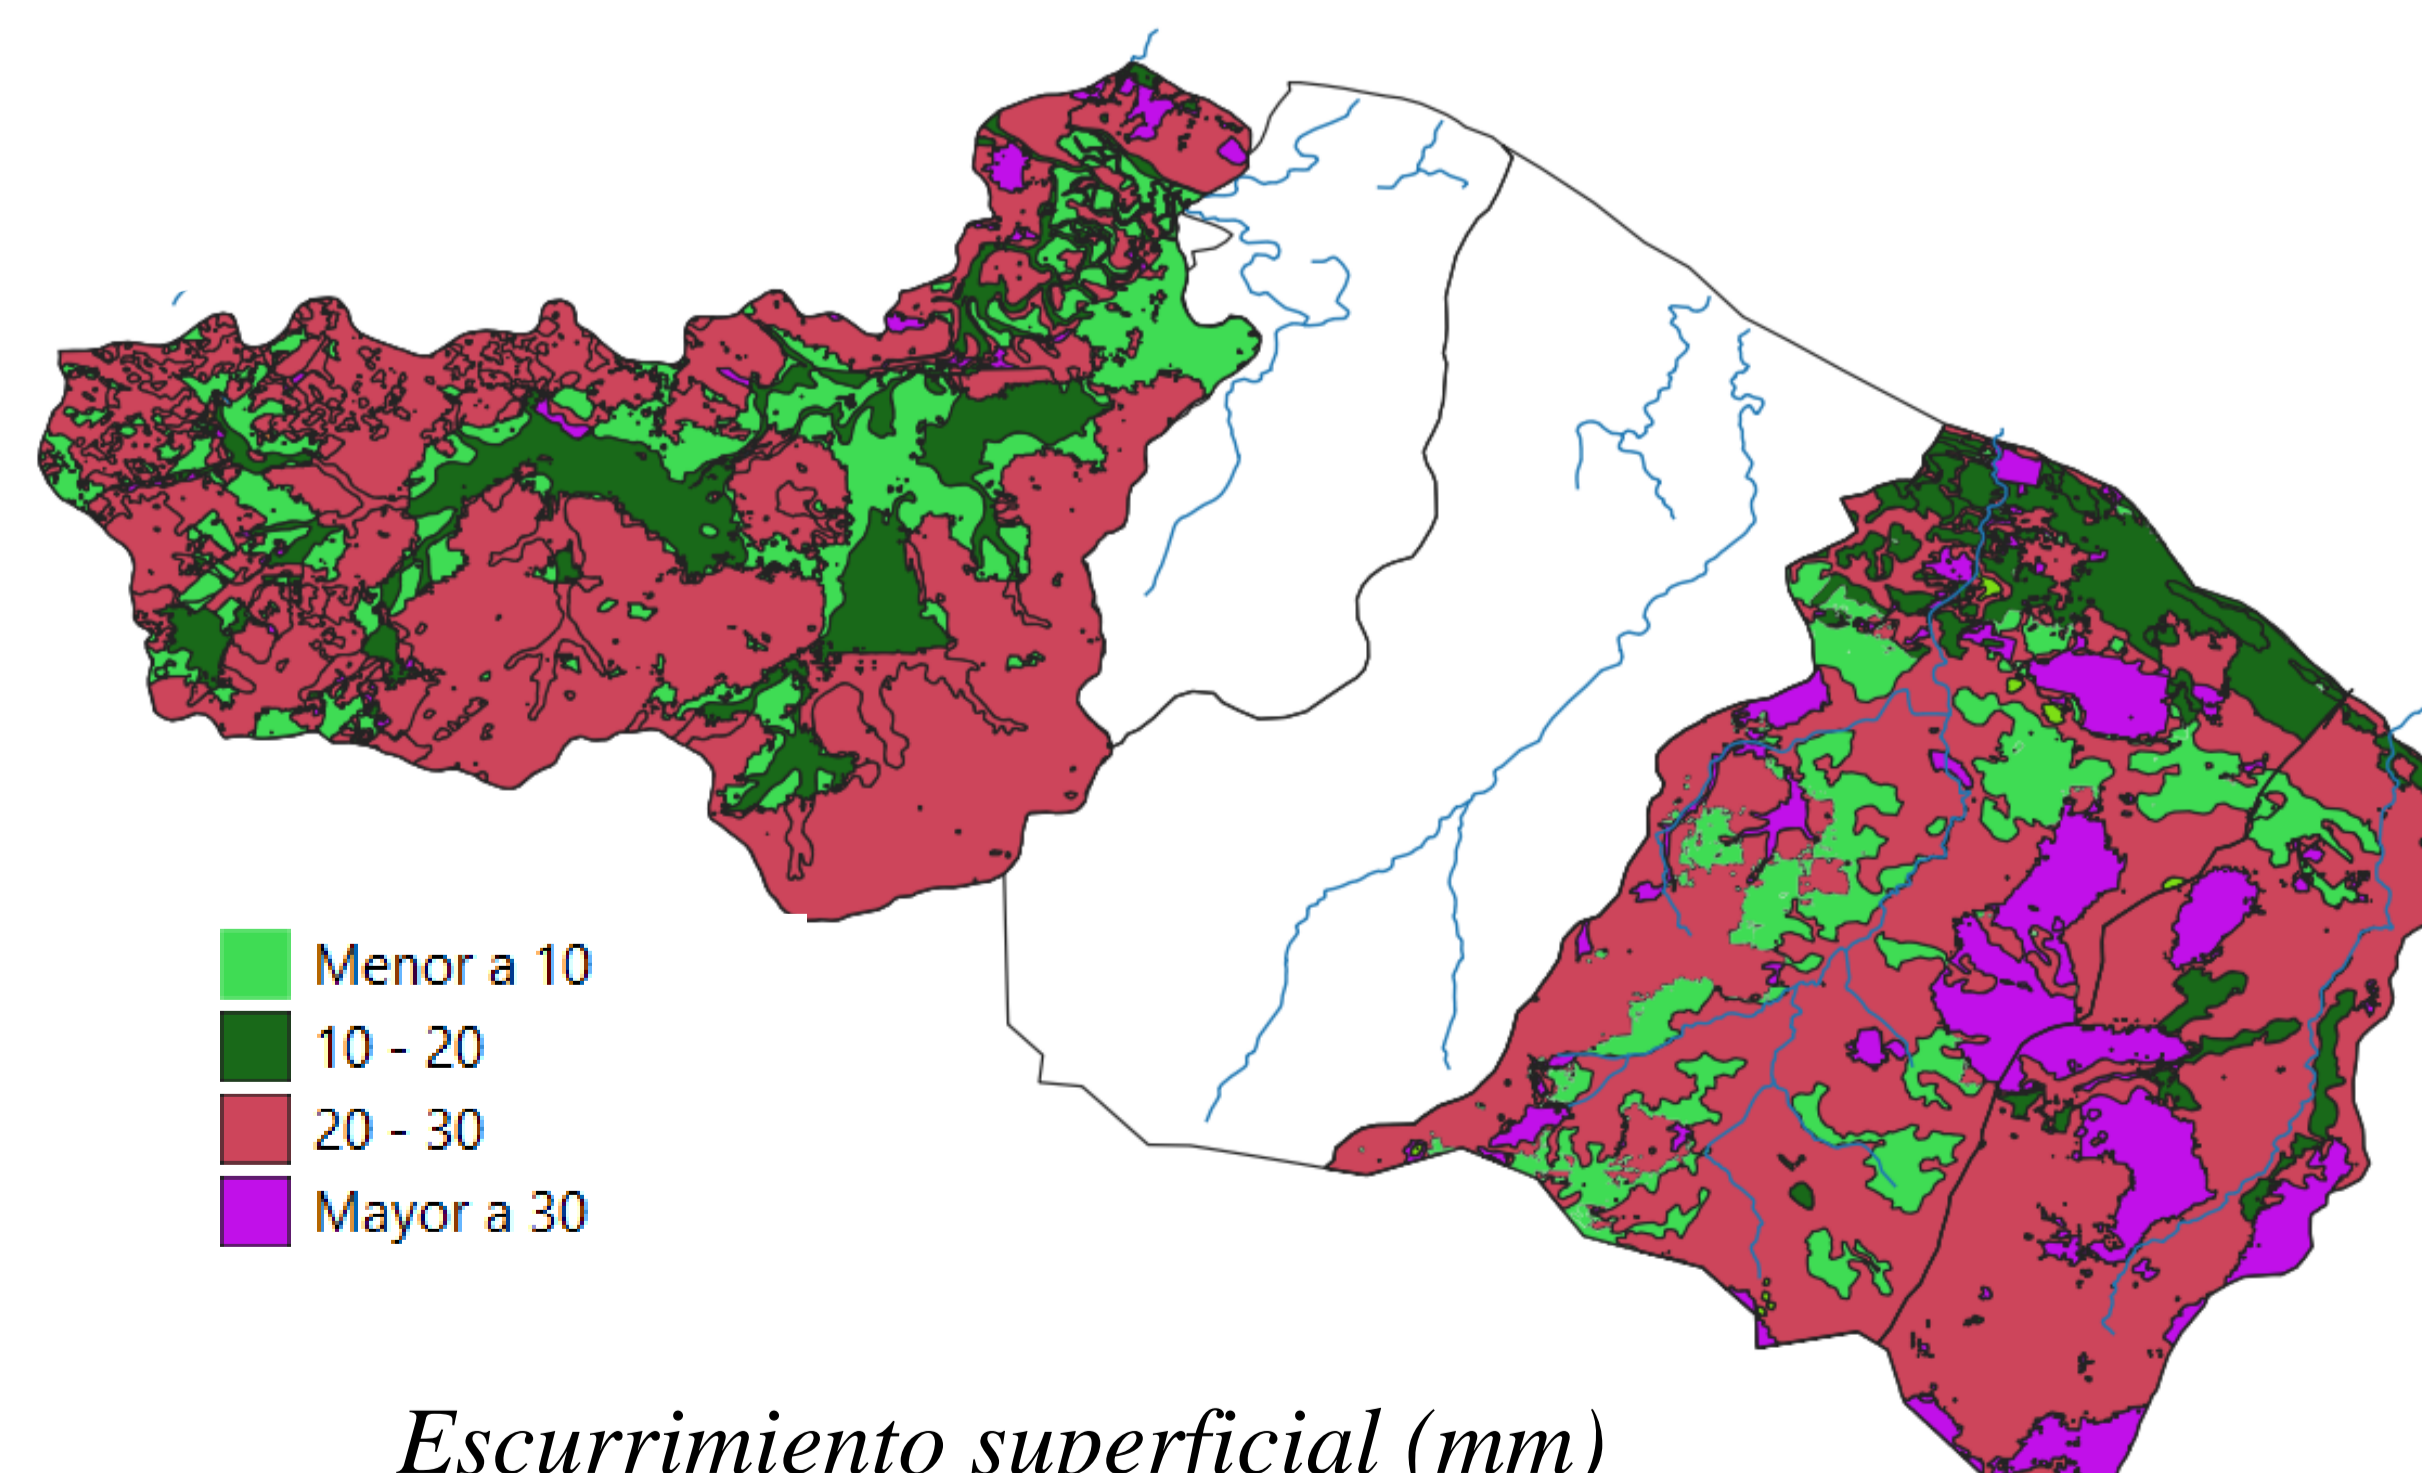 Menor a 10
10 - 20
20 - 30
Mayor a 30
Escurrimiento superficial (mm)